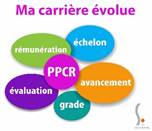 Ma carrière évolue
échelon
rémunération
PPCR
avancement
évaluation
grade